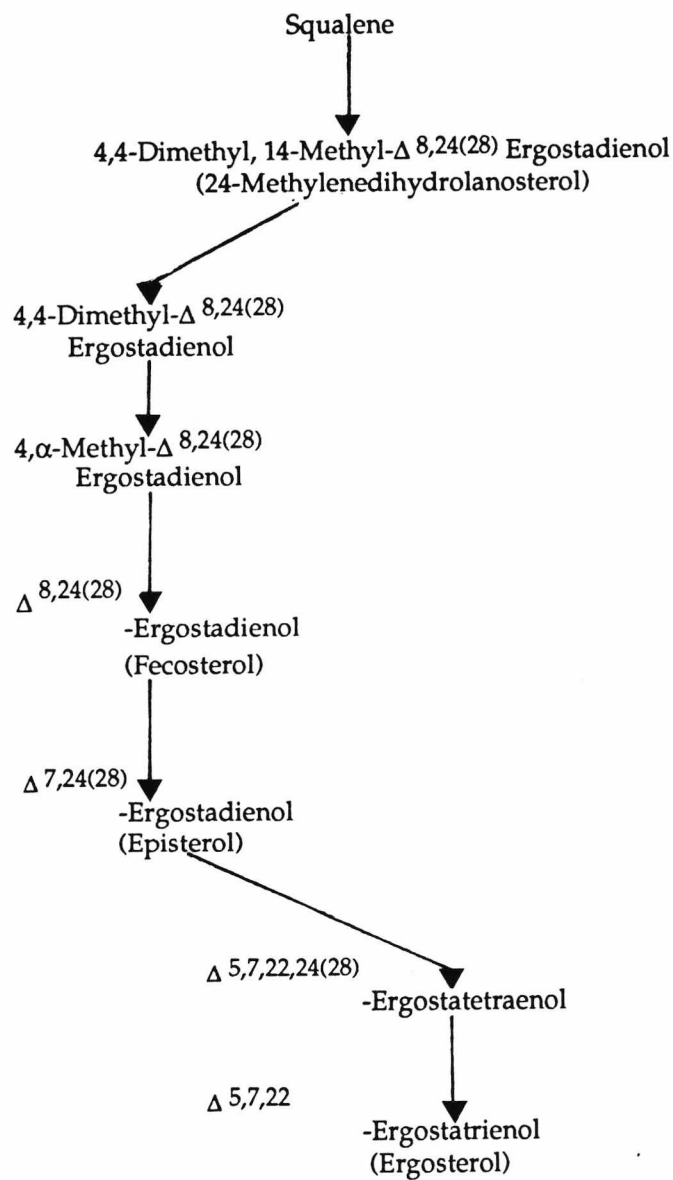 Squalene
4,4-Dimethyl, 14-Methyl-Δ 8,24(28) Ergostadienol
(24-Methylenedihydrolanosterol)
4,4-Dimethyl-Δ 8,24(28)
Ergostadienol
4,α-Methyl-Δ 8,24(28)
Ergostadienol
Δ 8,24(28)
-Ergostadienol
(Fecosterol)
Δ 7,24(28)
-Ergostadienol
(Episterol)
Δ 5,7,22,24(28)
-Ergostatetraenol
Δ 5,7,22
-Ergostatrienol
(Ergosterol)